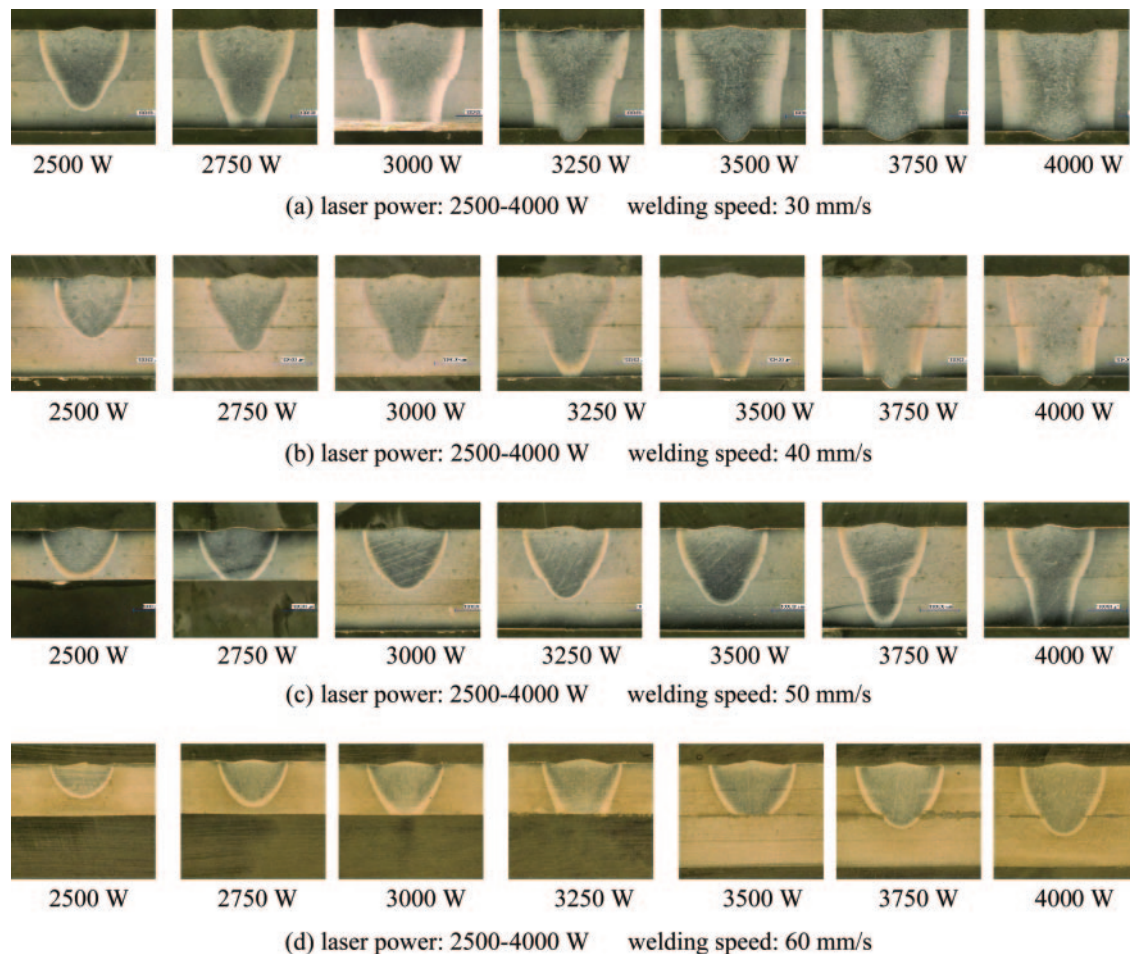 2500 W 2750 W 3000 W 3250 W 3500 W 3750 W 4000 W
(a) laser power: 2500-4000 W welding speed: 30 mm/s
2500 W 2750 W 3000 W 3250 W 3500 W 3750 W 4000 W
(b) laser power: 2500-4000 W welding speed: 40 mm/s
2500 W 2750 W 3000 W 3250 W 3500 W 3750 W 4000 W
(c) laser power: 2500-4000 W welding speed: 50 mm/s
2500 W 2750 W 3000 W 3250 W 3500 W 3750 W 4000 W
(d) laser power: 2500-4000 W welding speed: 60 mm/s